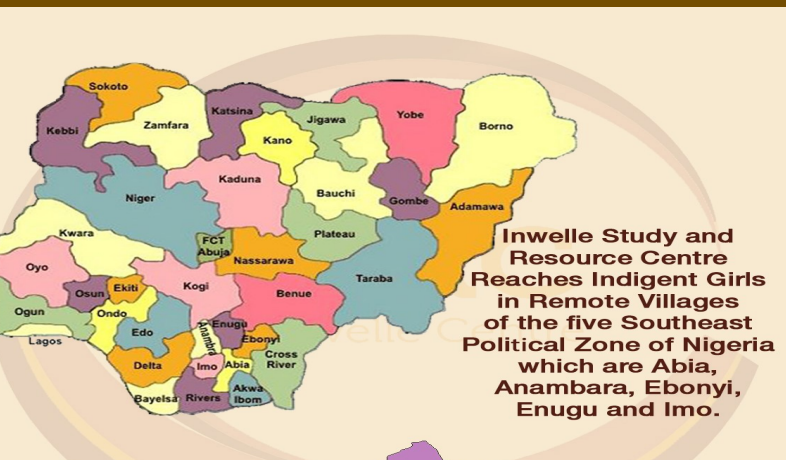 Sokoto
Kebbi
Zamfara
Katsina
Kano
Jigawa
Yobe
Borno
Niger
Kaduna
Bauchi
Gombe
Adamawa
Kwara
FCT
Abuja
Plateau
Nassarawa
Taraba
Oyo
Osun
Ekiti
Kogi
Benue
Ogun
Ondo
Edo
Lagos
Anambra
Enugu
Ebonyi
Cross
River
Delta
Imo
Abia
Bayelsa
Rivers
Akwa
Ibom
Inwelle Study and
Resource Centre
Reaches Indigent Girls
in Remote Villages
of the five Southeast
Political Zone of Nigeria
which are Abia,
Anambara, Ebonyi,
Enugu and Imo.